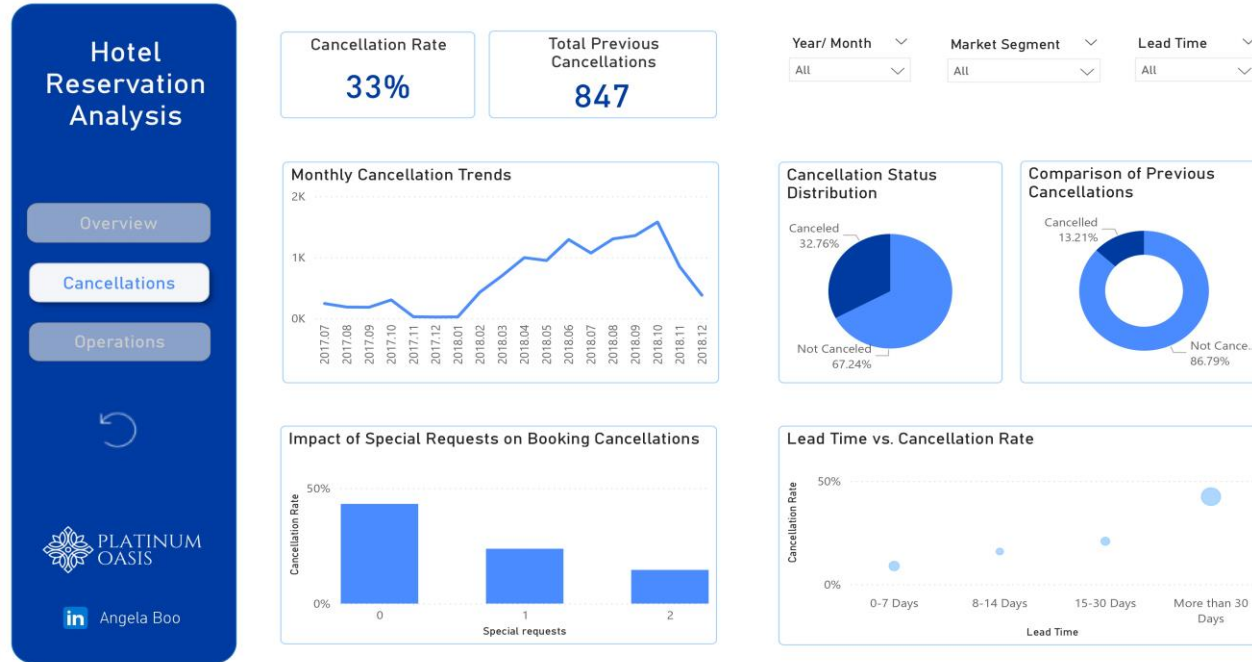 Hotel
Reservation
Analysis
Overview
Cancellations
Operations
PLATINUM
OASIS
in Angela Boo
Cancellation Rate
33%
Total Previous
Cancellations
847
Year/ Month
All
Market Segment
All
Lead Time
All
Monthly Cancellation Trends
2K
1K
0K
2017.07
2017.08
2017.09
2017.10
2017.11
2017.12
2018.01
2018.02
2018.03
2018.04
2018.05
2018.06
2018.07
2018.08
2018.09
2018.10
2018.11
2018.12
Cancellation Status
Distribution
Canceled
32.76%
Not Canceled
67.24%
Comparison of Previous
Cancellations
Cancelled
13.21%
Not Cance...
86.79%
Impact of Special Requests on Booking Cancellations
Cancellation Rate
50%
0%
0
1
2
Special requests
Lead Time vs. Cancellation Rate
Cancellation Rate
50%
0%
0-7 Days
8-14 Days
15-30 Days
More than 30
Days
Lead Time